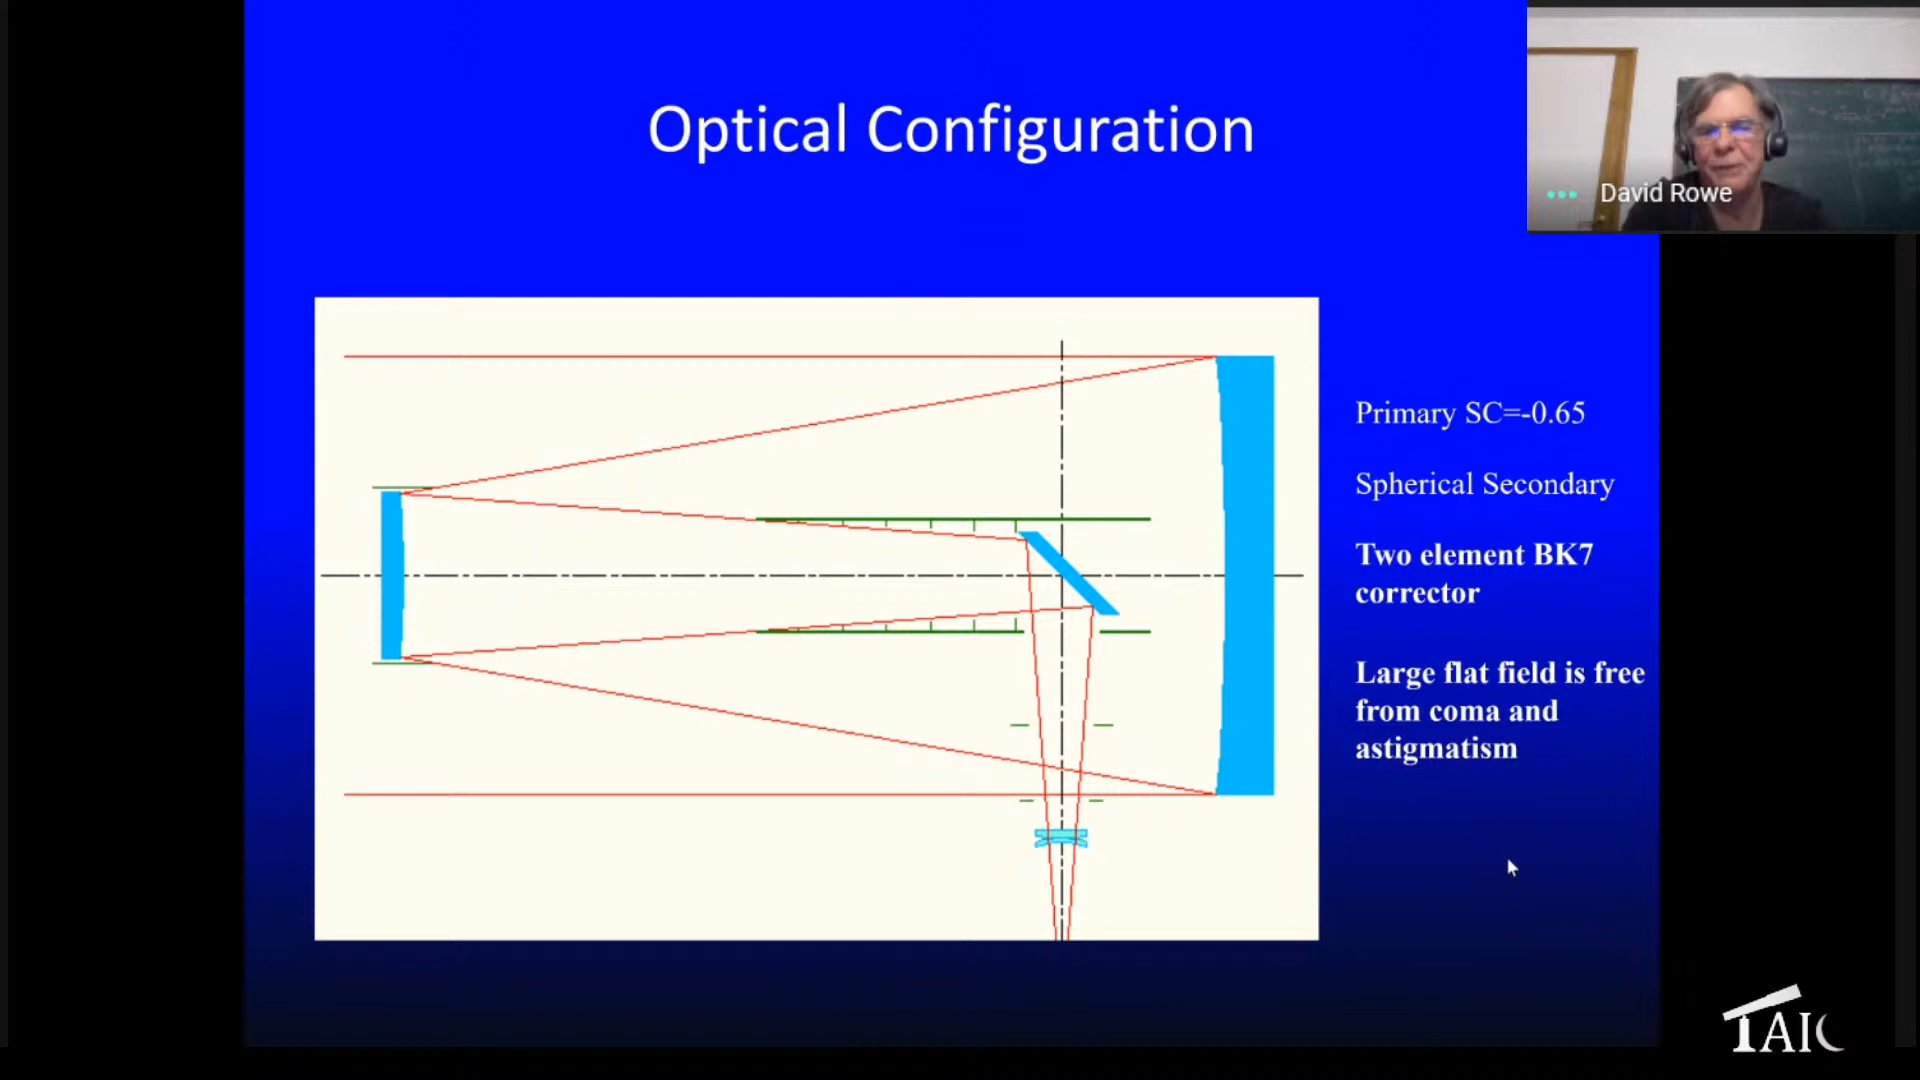 Optical Configuration
David Rowe
Primary SC=-0.65
Spherical Secondary
Two element BK7
corrector
Large flat field is free
from coma and
astigmatism
TAIC